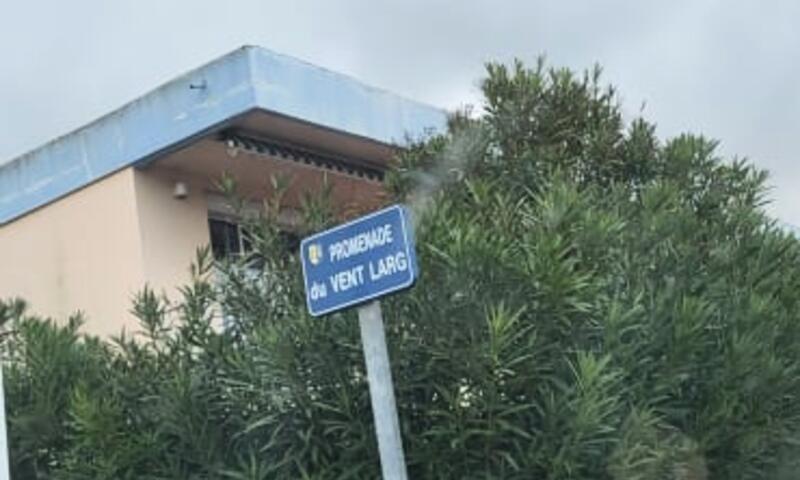 PROMENADE
du VENT LARG